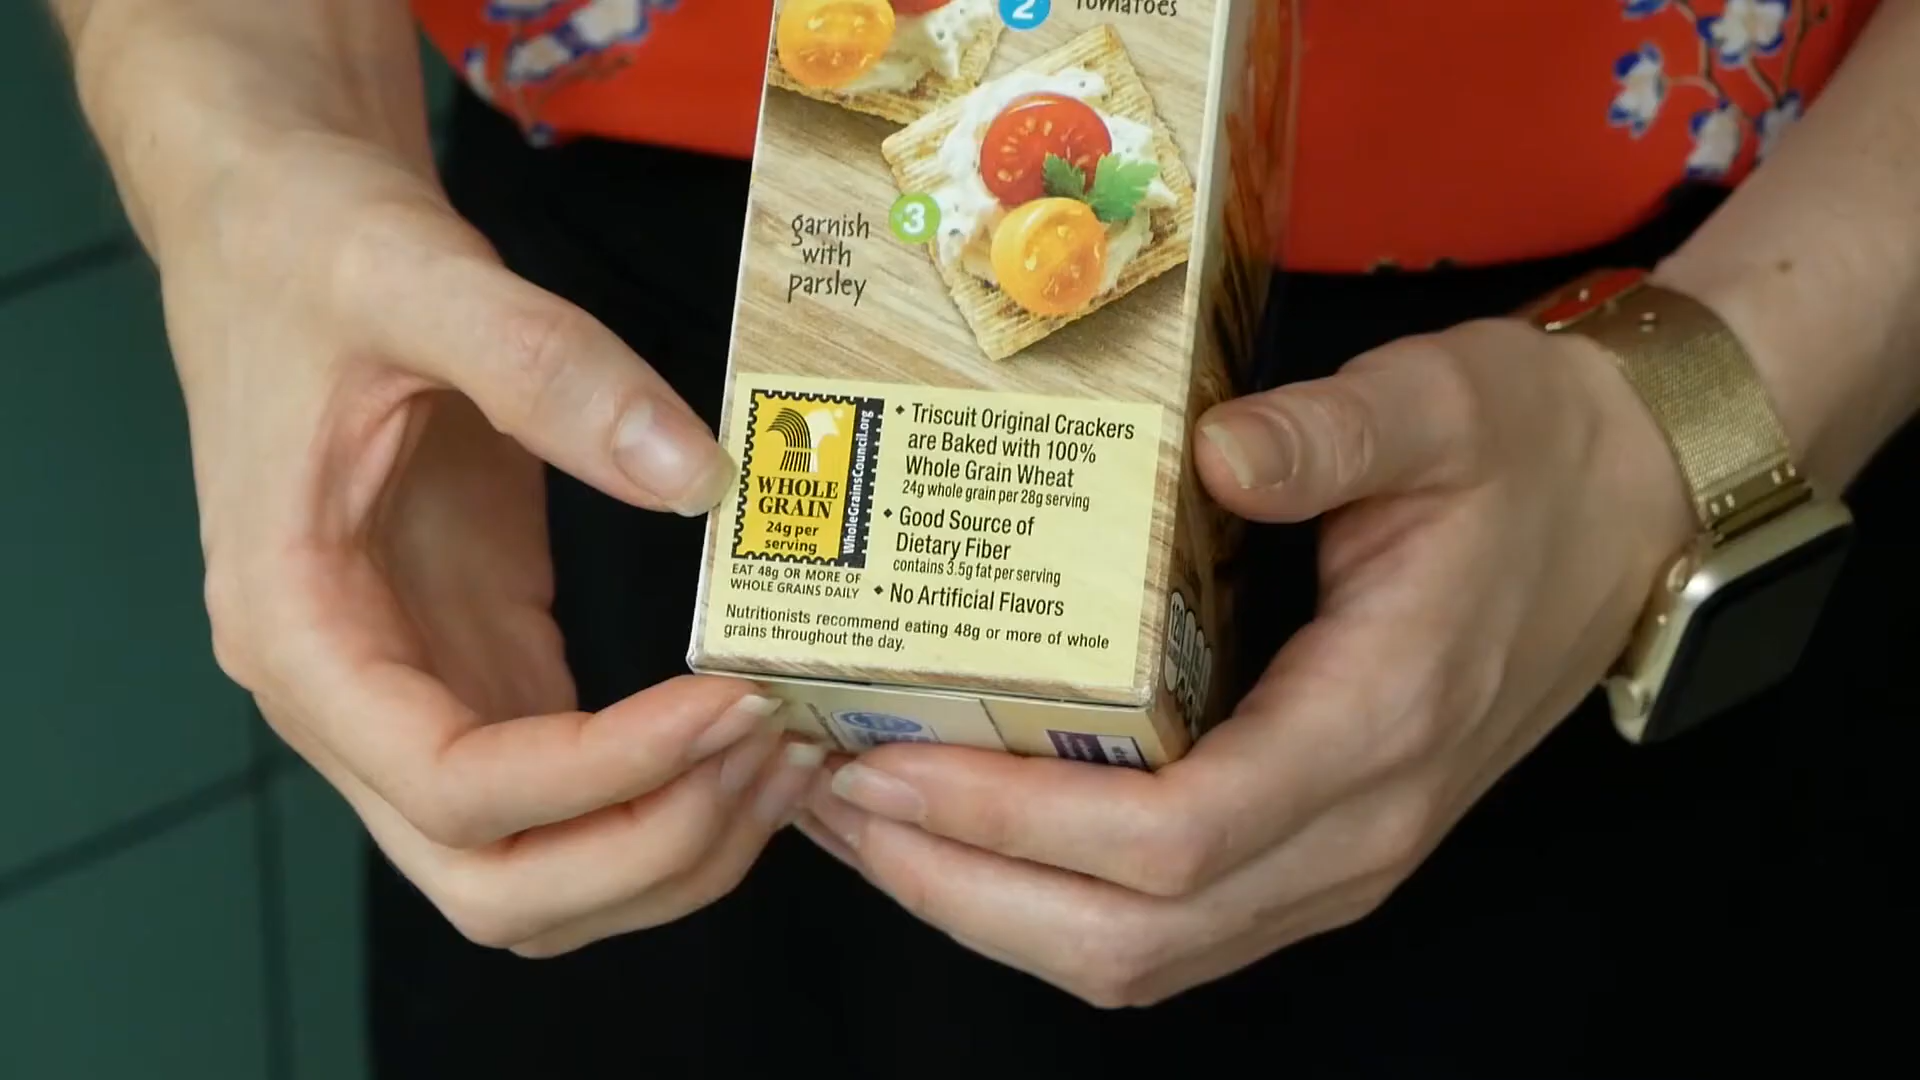 2
tomatoes
3
garnish
with
parsley
WHOLE
GRAIN
24g per
serving
WholeGrainsCouncil.org
EAT 48g OR MORE OF
WHOLE GRAINS DAILY
• Triscuit Original Crackers
are Baked with 100%
Whole Grain Wheat
24g whole grain per 28g serving
• Good Source of
Dietary Fiber
contains 3.5g fat per serving
• No Artificial Flavors
Nutritionists recommend eating 48g or more of whole
grains throughout the day.